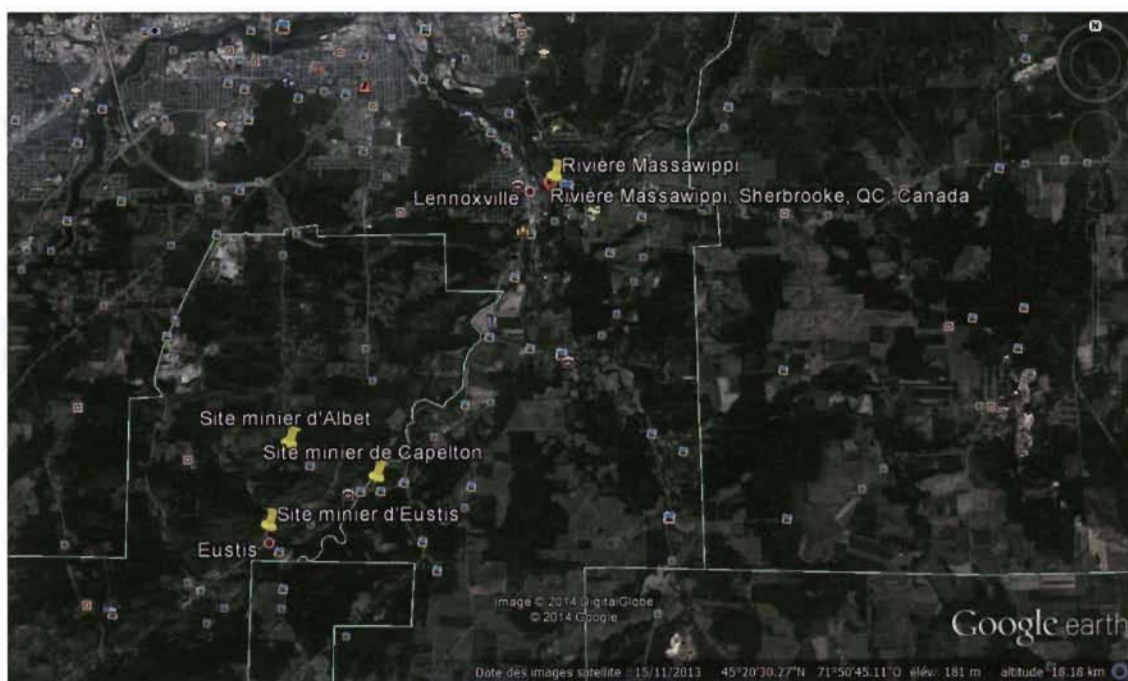 N
Rivière Massawippi
Lennoxville
Rivière Massawippi, Sherbrooke, QC, Canada
Site minier d'Albet
Site minier de Capelton
Site minier d'Eustis
Eustis
Image © 2014 DigitalGlobe
© 2014 Google
Google earth
Date des images satellite : 15/11/2013 45°20'30.27"N 71°50'45.11"O élév. 181 m altitude 18.18 km